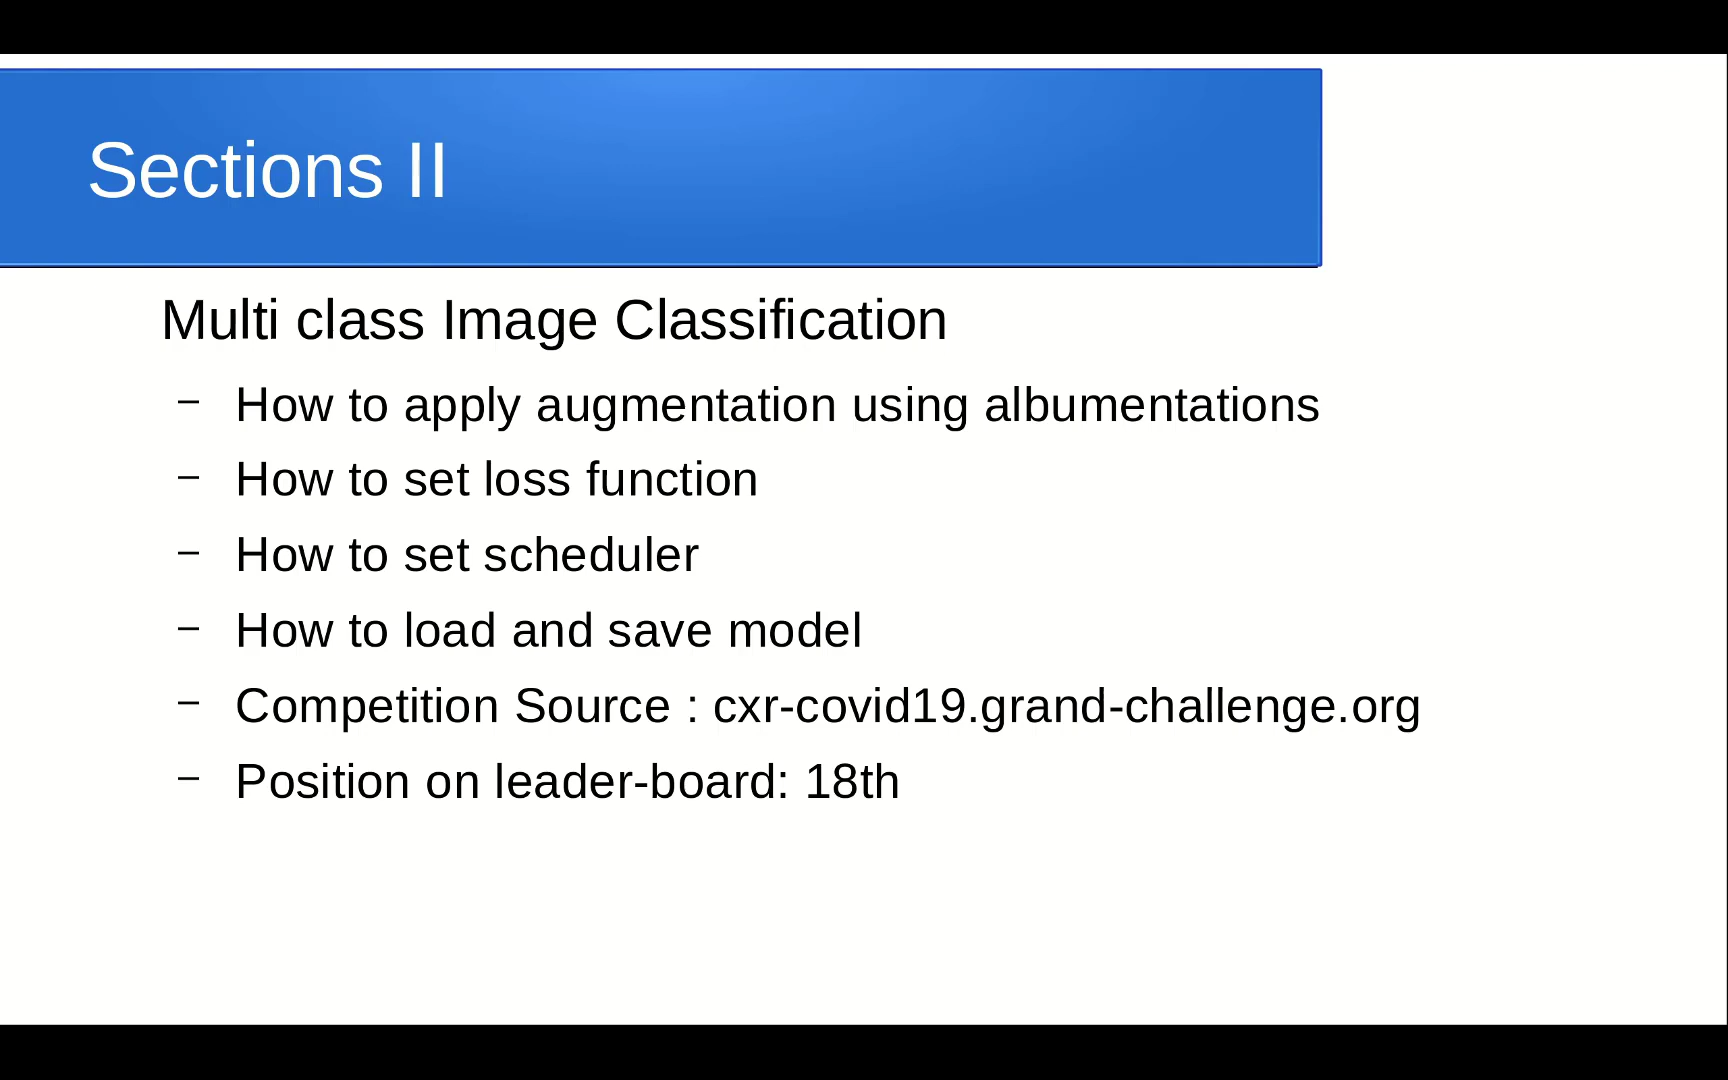 Sections II
Multi class Image Classification
– How to apply augmentation using albumentations
– How to set loss function
– How to set scheduler
– How to load and save model
– Competition Source : cxr-covid19.grand-challenge.org
– Position on leader-board: 18th